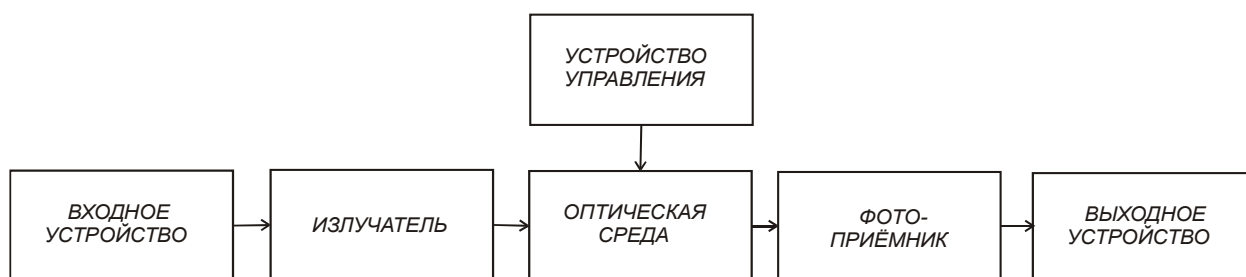 УСТРОЙСТВО
УПРАВЛЕНИЯ
ВХОДНОЕ
УСТРОЙСТВО
ИЗЛУЧАТЕЛЬ
ОПТИЧЕСКАЯ
СРЕДА
ФОТО-
ПРИЁМНИК
ВЫХОДНОЕ
УСТРОЙСТВО